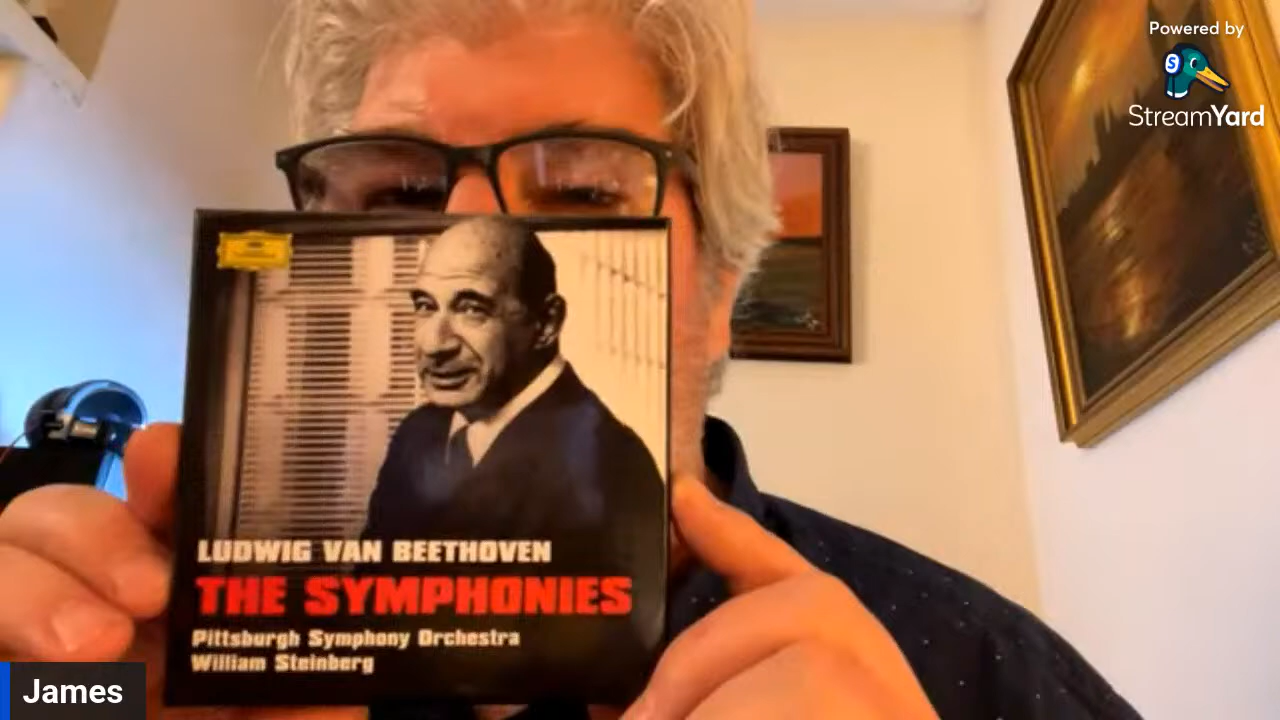 Powered by
S
StreamYard
LUDWIG VAN BEETHOVEN
THE SYMPHONIES
Pittsburgh Symphony Orchestra
William Steinberg
James